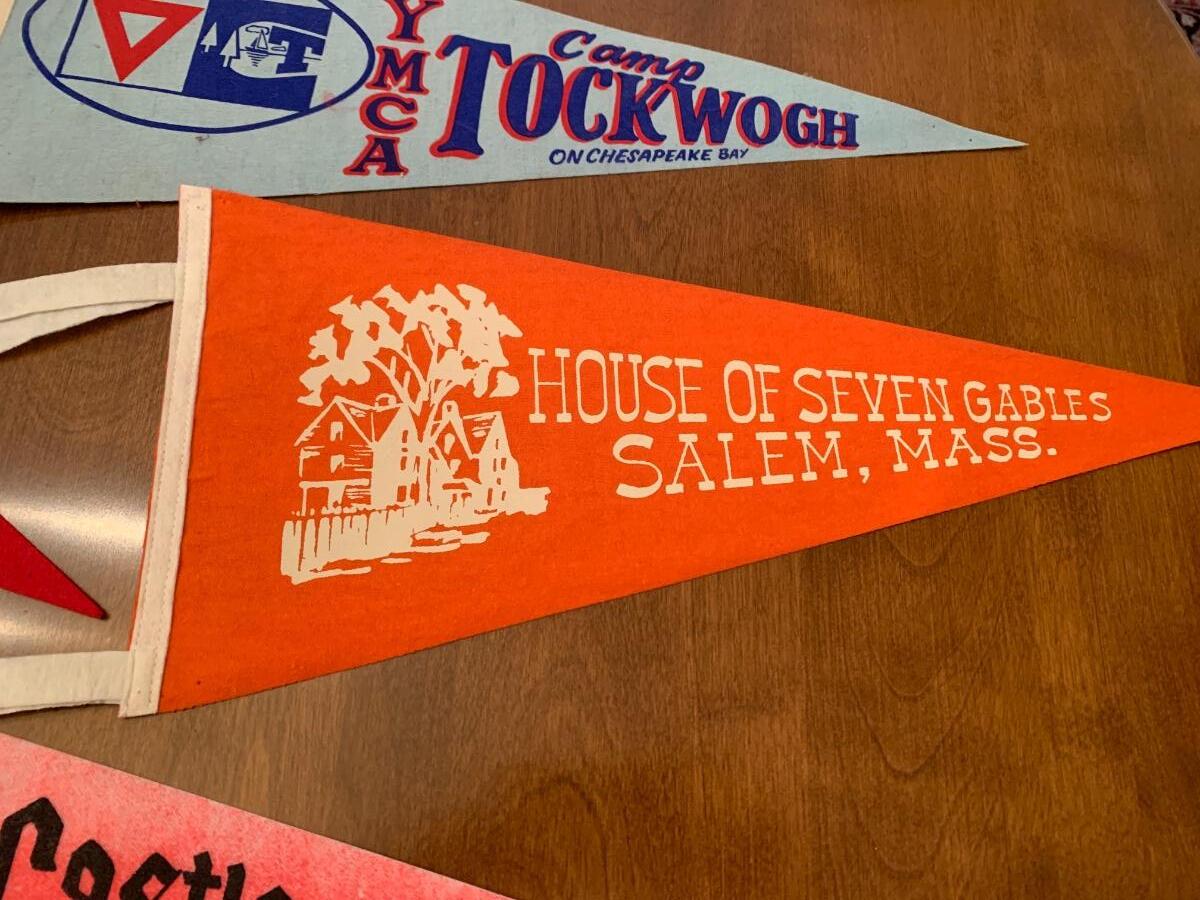 YMCA
Camp
TOCKWOGH
ON CHESAPEAKE BAY
HOUSE OF SEVEN GABLES
SALEM, MASS.